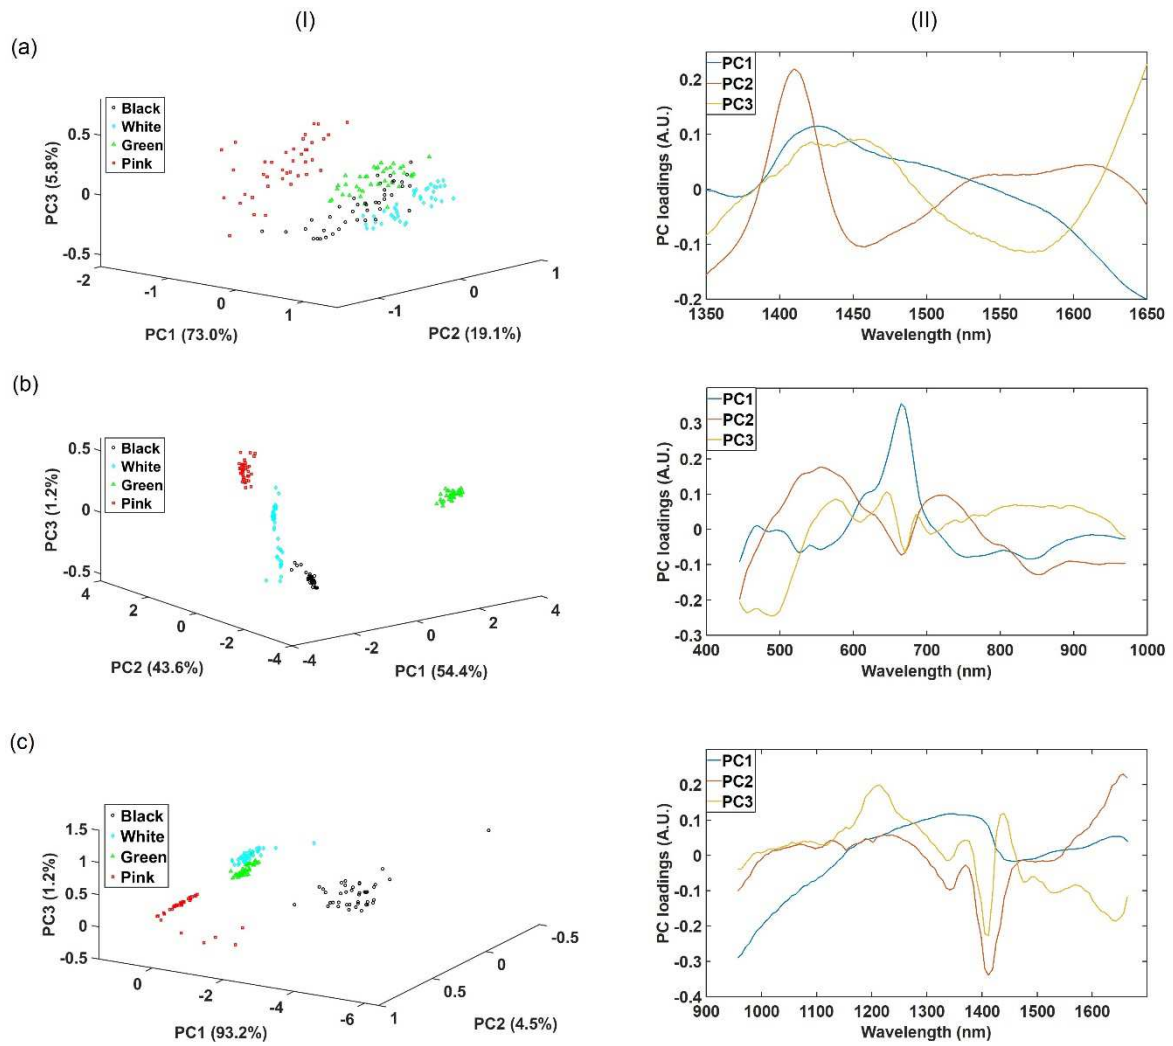 (I)
(II)
(a)
Black
White
Green
Pink
PC3 (5.8%)
0.5
0
-0.5
-2
-1
0
1
PC1 (73.0%)
-1
0
1
PC2 (19.1%)
PC1
PC2
PC3
PC loadings (A.U.)
0.2
0.1
0
-0.1
-0.2
1350 1400 1450 1500 1550 1600 1650
Wavelength (nm)
(b)
Black
White
Green
Pink
PC3 (1.2%)
0.5
0
-0.5
4
2
0
-2
-4
PC2 (43.6%)
-4
-2
0
2
4
PC1 (54.4%)
PC1
PC2
PC3
PC loadings (A.U.)
0.3
0.2
0.1
0
-0.1
-0.2
-0.3
400 500 600 700 800 900 1000
Wavelength (nm)
(c)
Black
White
Green
Pink
PC3 (1.2%)
1.5
1
0.5
0
-0.5
0
-2
-4
-6
PC1 (93.2%)
1
0.5
0
-0.5
PC2 (4.5%)
PC1
PC2
PC3
PC loadings (A.U.)
0.2
0.1
0
-0.1
-0.2
-0.3
-0.4
900 1000 1100 1200 1300 1400 1500 1600
Wavelength (nm)